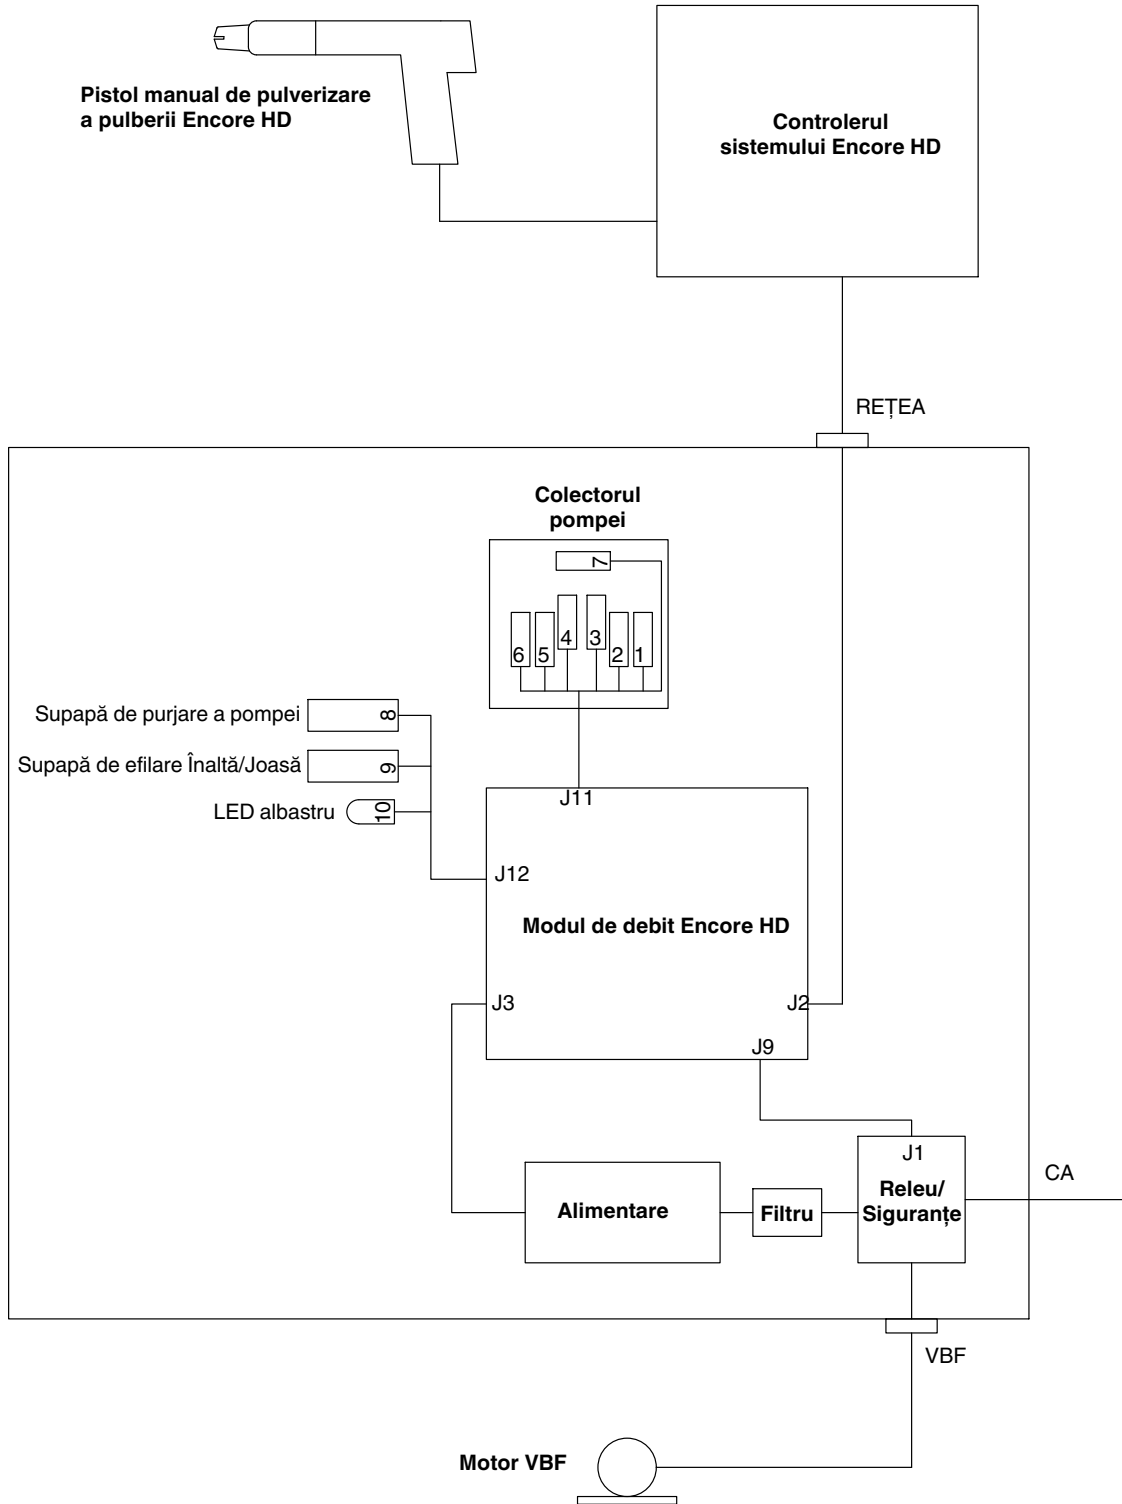 Pistol manual de pulverizare
a pulberii Encore HD
Controlerul
sistemului Encore HD
REȚEA
Colectorul
pompei
7
6
5
4
3
2
1
Supapă de purjare a pompei
8
Supapă de efilare Înaltă/Joasă
9
LED albastru
10
J11
J12
Modul de debit Encore HD
J3
J2
J9
J1
Releu/
Siguranțe
CA
Alimentare
Filtru
VBF
Motor VBF